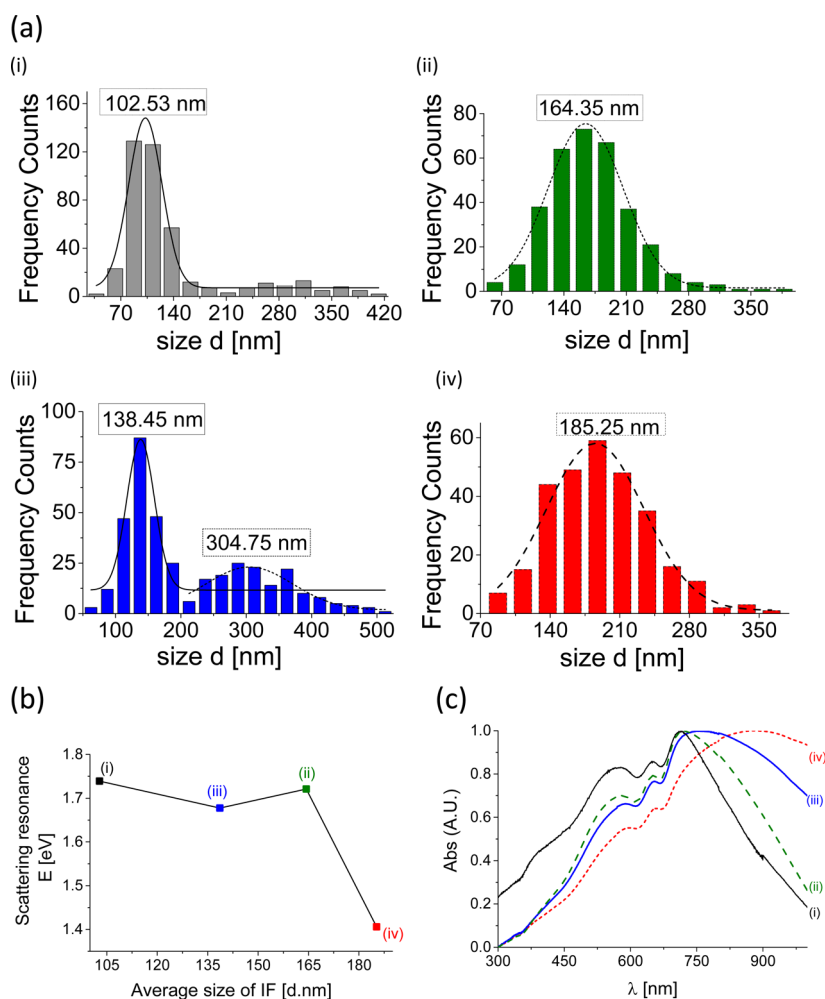 (a)
(i)
102.53 nm
Frequency Counts
160
120
80
40
0
70 140 210 280 350 420
size d [nm]
(ii)
164.35 nm
Frequency Counts
80
60
40
20
0
70 140 210 280 350
size d [nm]
(iii)
138.45 nm
304.75 nm
Frequency Counts
100
75
50
25
0
100 200 300 400 500
size d [nm]
(iv)
185.25 nm
Frequency Counts
60
40
20
0
70 140 210 280 350
size d [nm]
(b)
Scattering resonance
E [eV]
1.8
1.7
1.6
1.5
1.4
(i)
(iii)
(ii)
(iv)
105 120 135 150 165 180
Average size of IF [d.nm]
(c)
Abs (A.U.)
1.0
0.8
0.6
0.4
0.2
0.0
(iv)
(iii)
(ii)
(i)
300 450 600 750 900
λ [nm]